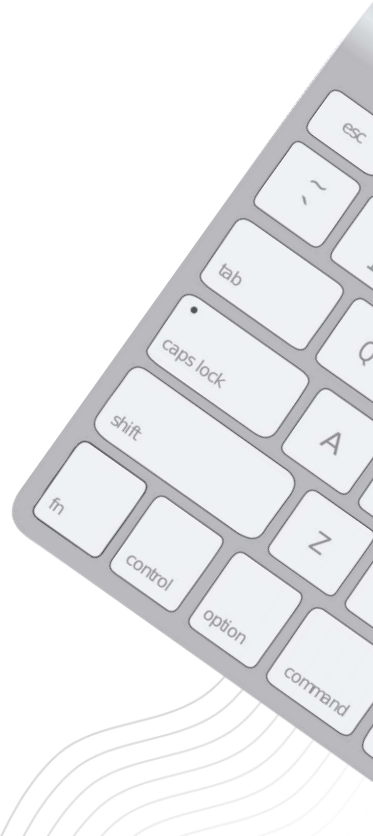 esc
~
`
tab
Q
caps lock
A
shift
Z
fn
control
option
command